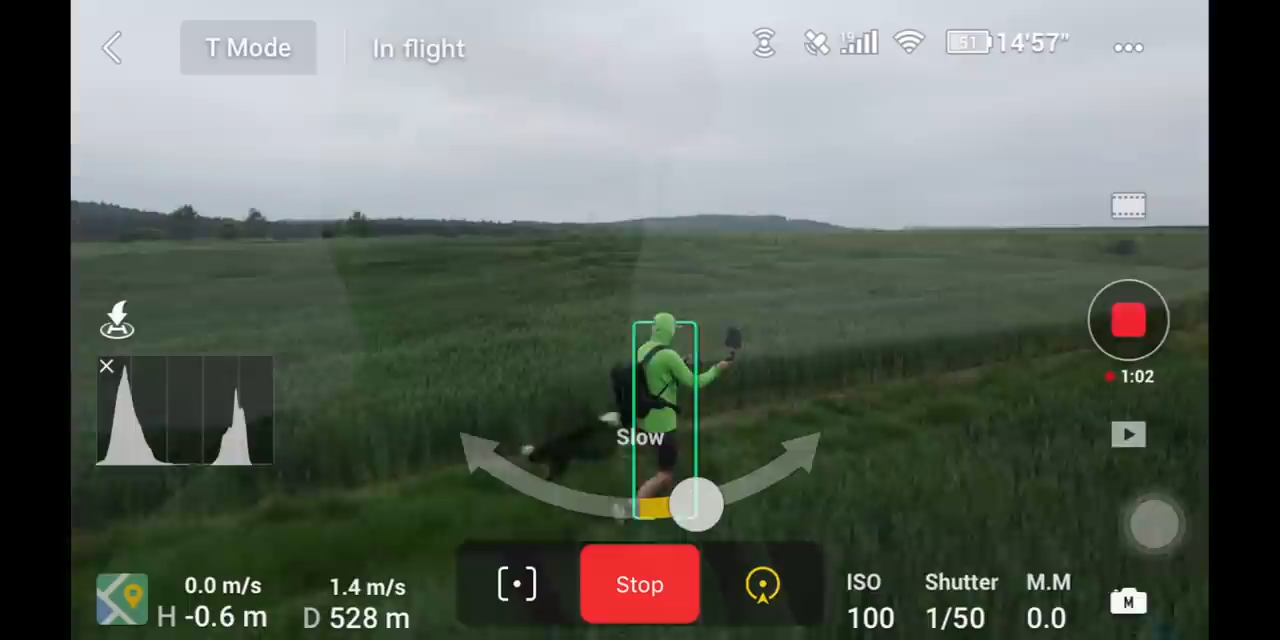 T Mode
In flight
19
51
14'57"
1:02
Slow
0.0 m/s
1.4 m/s
H -0.6 m
D 528 m
Stop
ISO
100
Shutter
1/50
M.M
0.0
M